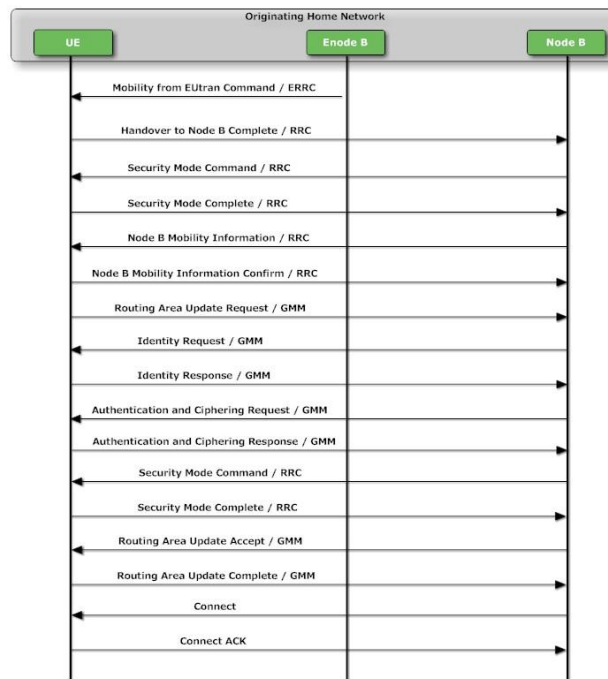 Originating Home Network
UE
Enode B
Node B
Mobility from EUtran Command / ERRC
Handover to Node B Complete / RRC
Security Mode Command / RRC
Security Mode Complete / RRC
Node B Mobility Information / RRC
Node B Mobility Information Confirm / RRC
Routing Area Update Request / GMM
Identity Request / GMM
Identity Response / GMM
Authentication and Ciphering Request / GMM
Authentication and Ciphering Response / GMM
Security Mode Command / RRC
Security Mode Complete / RRC
Routing Area Update Accept / GMM
Routing Area Update Complete / GMM
Connect
Connect ACK